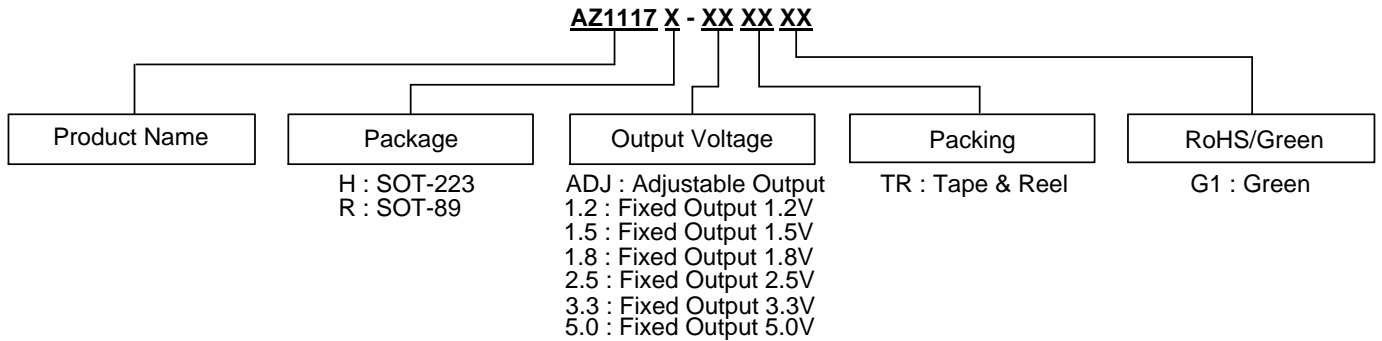 AZ1117 X - XX XX XX
Product Name
Package
Output Voltage
Packing
RoHS/Green
H : SOT-223
R : SOT-89
ADJ : Adjustable Output
1.2 : Fixed Output 1.2V
1.5 : Fixed Output 1.5V
1.8 : Fixed Output 1.8V
2.5 : Fixed Output 2.5V
3.3 : Fixed Output 3.3V
5.0 : Fixed Output 5.0V
TR : Tape & Reel
G1 : Green